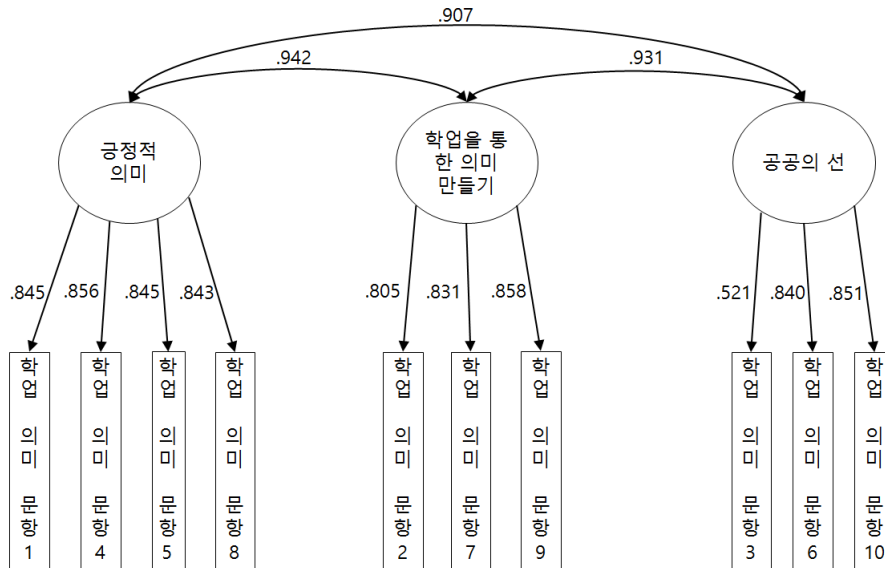 .907
.942
.931
긍정적
의미
학업을 통
한 의미
만들기
공공의 선
.845
.856
.845
.843
.805
.831
.858
.521
.840
.851
학업 의미 문항 1
학업 의미 문항 4
학업 의미 문항 5
학업 의미 문항 8
학업 의미 문항 2
학업 의미 문항 7
학업 의미 문항 9
학업 의미 문항 3
학업 의미 문항 6
학업 의미 문항 10